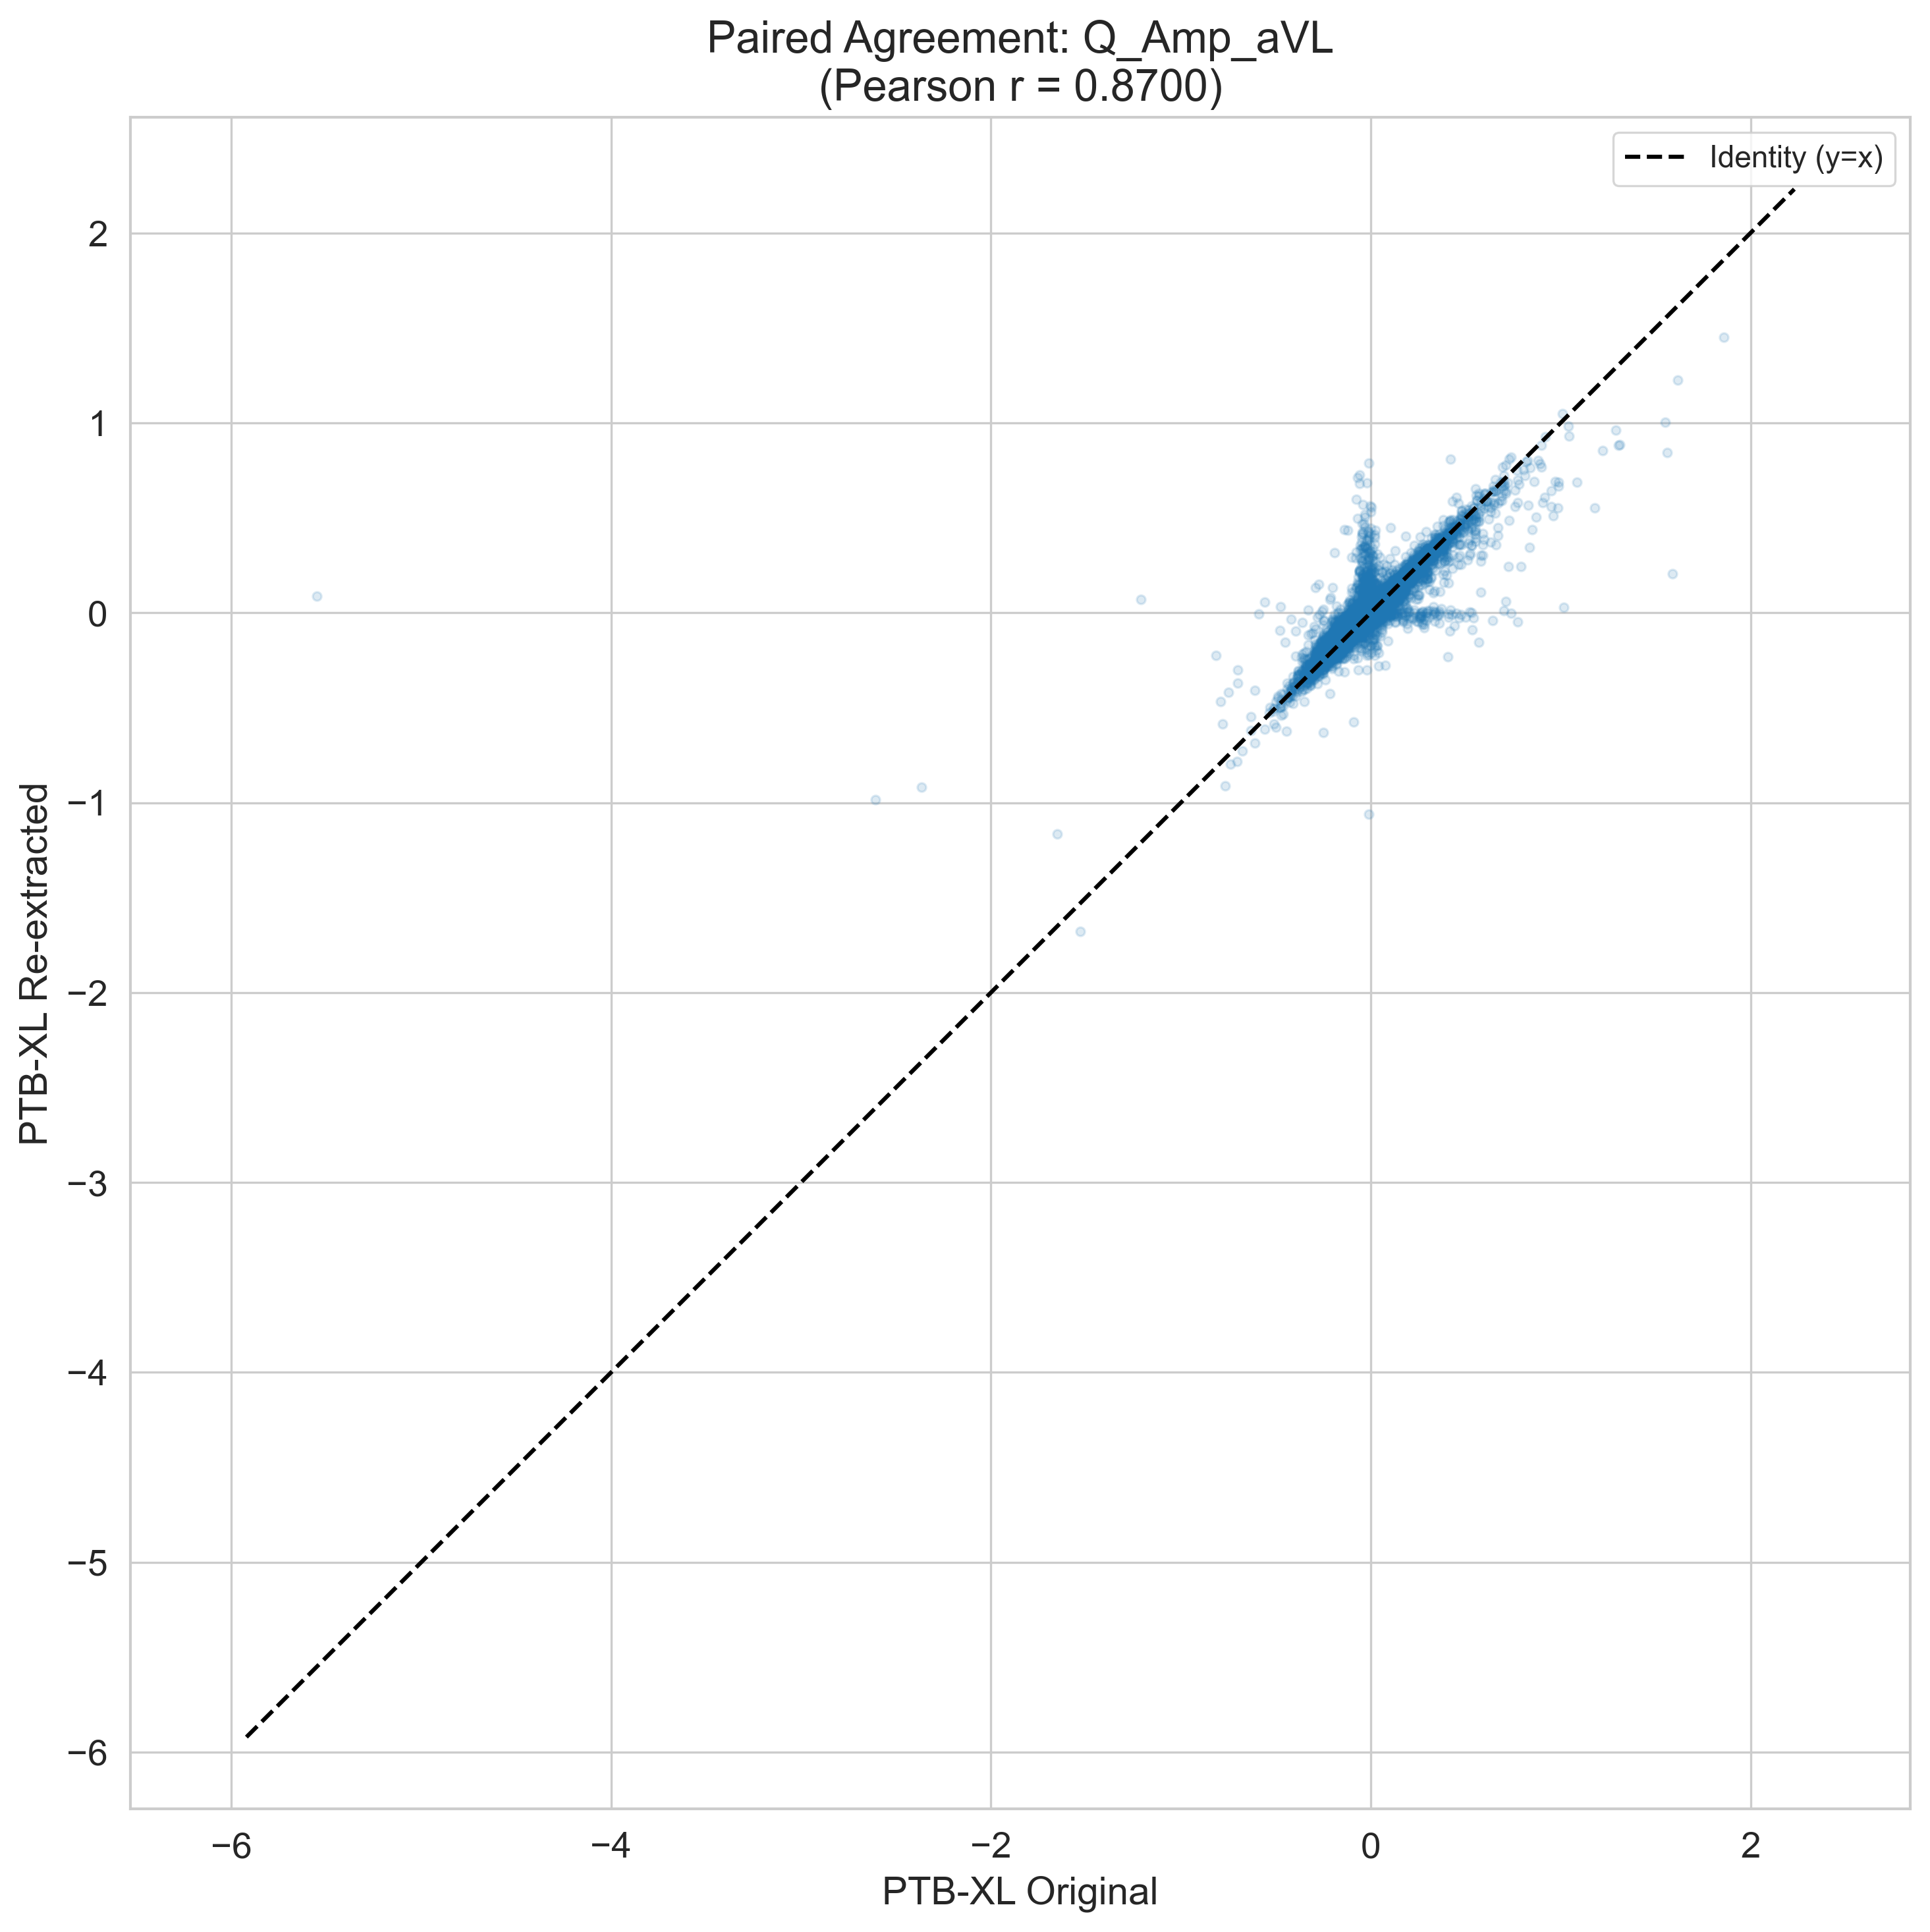 Paired Agreement: Q_Amp_aVL
(Pearson r = 0.8700)
Identity (y=x)
2
1
0
−1
−2
−3
−4
−5
−6
PTB-XL Re-extracted
−6
−4
−2
0
2
PTB-XL Original